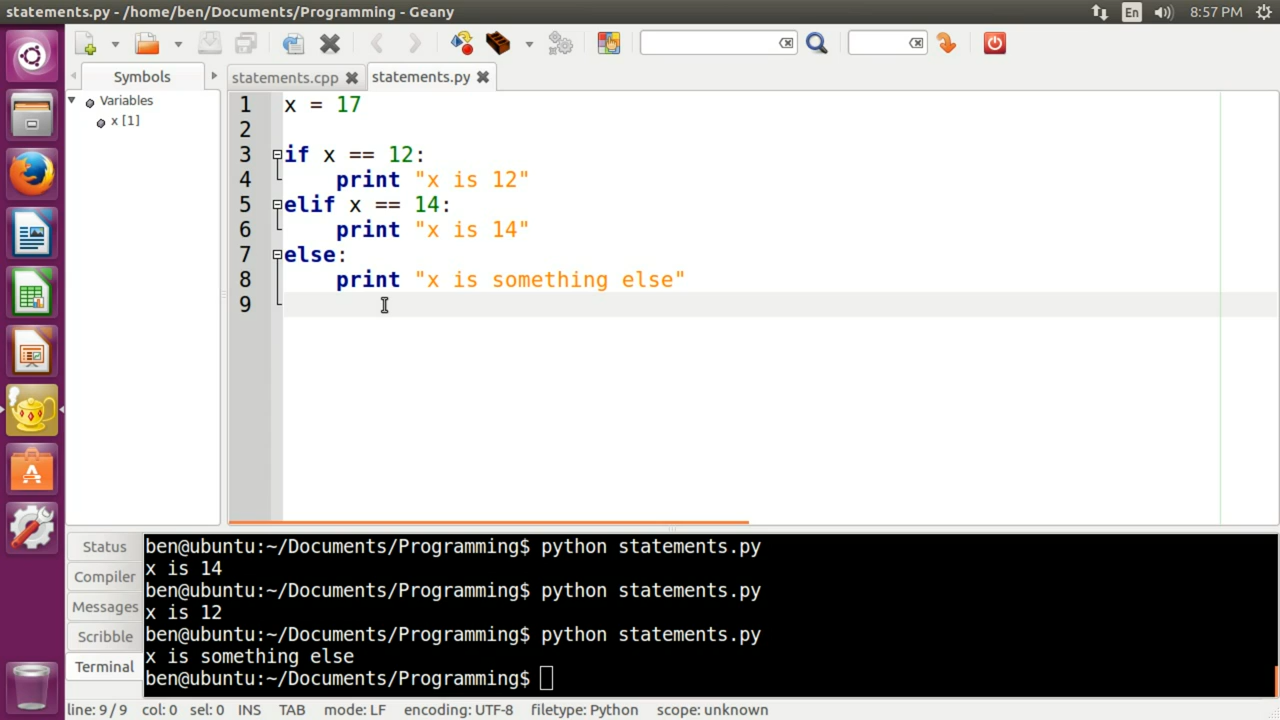 statements.py - /home/ben/Documents/Programming - Geany
En
8:57 PM
Symbols
statements.cpp
statements.py
Variables
x [1]
1 x = 17
2
3 if x == 12:
4 print "x is 12"
5 elif x == 14:
6 print "x is 14"
7 else:
8 print "x is something else"
9
Status
Compiler
Messages
Scribble
Terminal
ben@ubuntu:~/Documents/Programming$ python statements.py
x is 14
ben@ubuntu:~/Documents/Programming$ python statements.py
x is 12
ben@ubuntu:~/Documents/Programming$ python statements.py
x is something else
ben@ubuntu:~/Documents/Programming$
line: 9 / 9 col: 0 sel: 0 INS TAB mode: LF encoding: UTF-8 filetype: Python scope: unknown